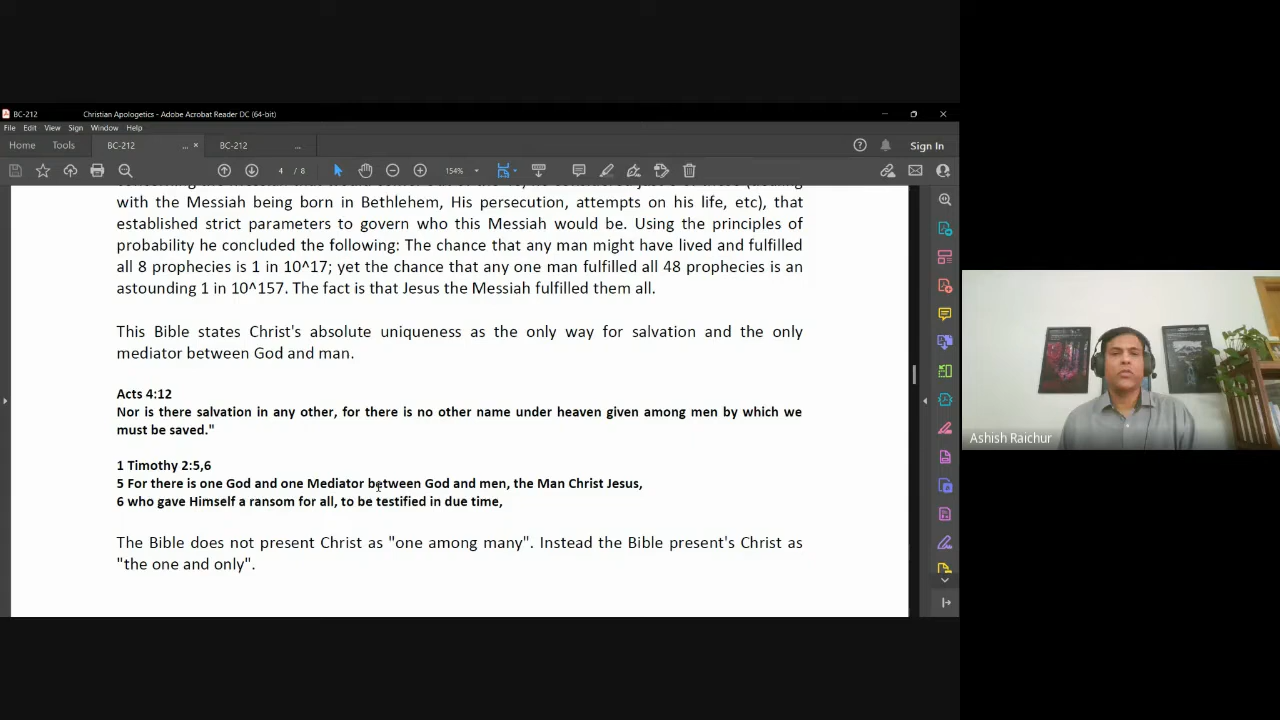 BC-212 Christian Apologetics - Adobe Acrobat Reader DC (64-bit)
File Edit View Sign Window Help
Home Tools BC-212 ... × BC-212 ... Sign In
4 / 8 154%
with the Messiah being born in Bethlehem, His persecution, attempts on his life, etc), that
established strict parameters to govern who this Messiah would be. Using the principles of
probability he concluded the following: The chance that any man might have lived and fulfilled
all 8 prophecies is 1 in 10^17; yet the chance that any one man fulfilled all 48 prophecies is an
astounding 1 in 10^157. The fact is that Jesus the Messiah fulfilled them all.
This Bible states Christ's absolute uniqueness as the only way for salvation and the only
mediator between God and man.
Acts 4:12
Nor is there salvation in any other, for there is no other name under heaven given among men by which we
must be saved."
1 Timothy 2:5,6
5 For there is one God and one Mediator between God and men, the Man Christ Jesus,
6 who gave Himself a ransom for all, to be testified in due time,
The Bible does not present Christ as "one among many". Instead the Bible present's Christ as
"the one and only".
Ashish Raichur